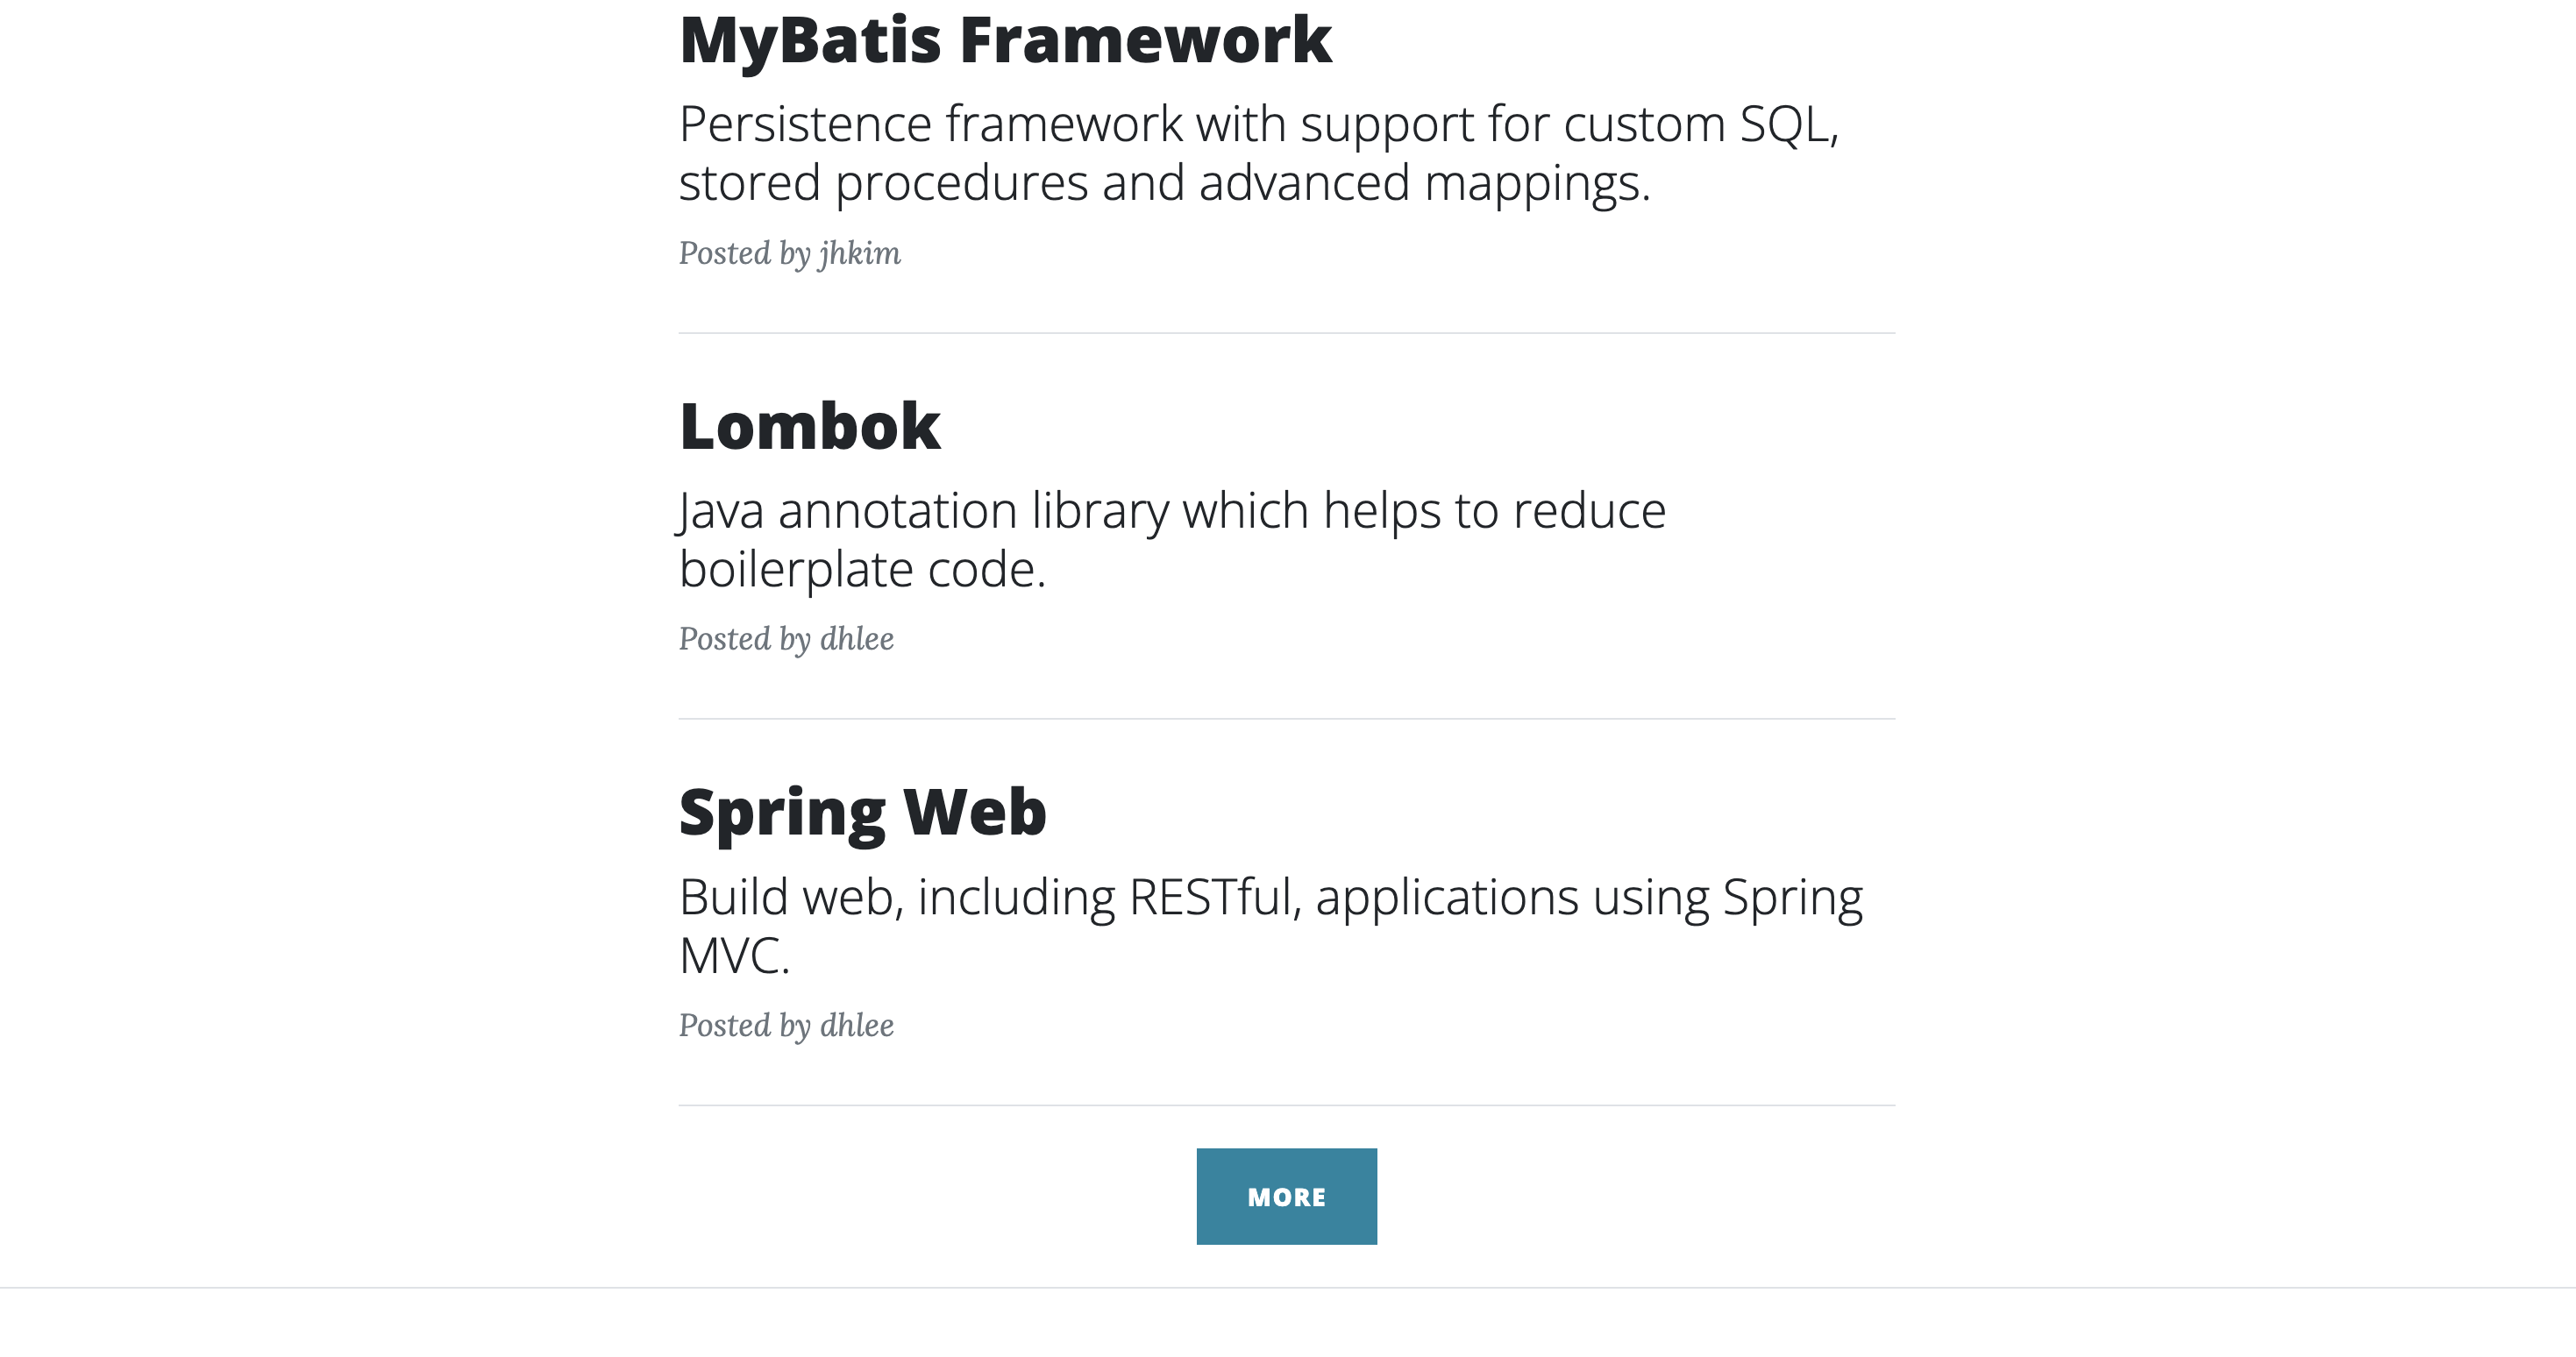 MyBatis Framework
Persistence framework with support for custom SQL,
stored procedures and advanced mappings.
Posted by jhkim
Lombok
Java annotation library which helps to reduce
boilerplate code.
Posted by dhlee
Spring Web
Build web, including RESTful, applications using Spring
MVC.
Posted by dhlee
MORE